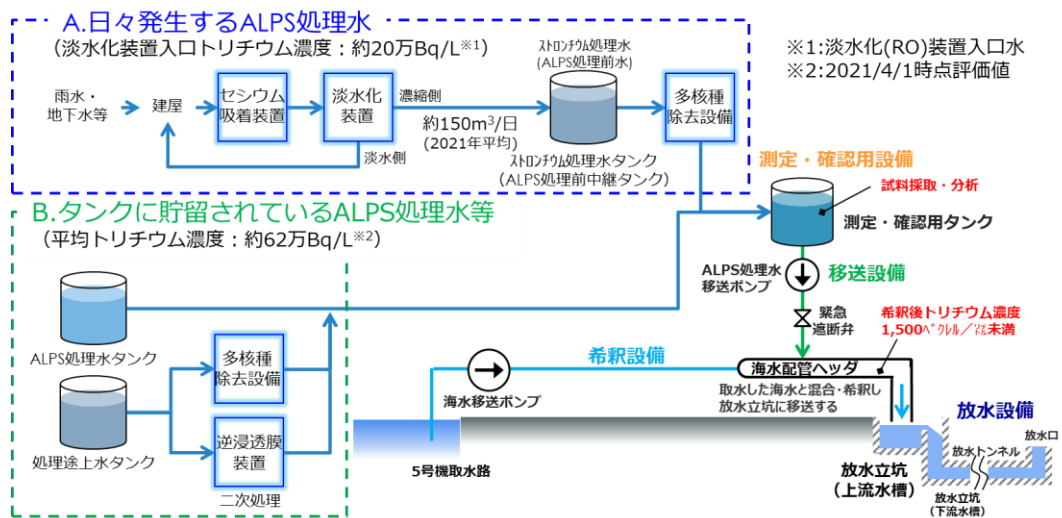 A.日々発生するALPS処理水
(淡水化装置入口トリチウム濃度:約20万Bq/L※1)
※1:淡水化(RO)装置入口水
※2:2021/4/1時点評価値
雨水・
地下水等
建屋
セシウム
吸着装置
淡水化
装置
濃縮側
約150m3/日
(2021年平均)
淡水側
ストロンチウム処理水
(ALPS処理前水)
ストロンチウム処理水タンク
(ALPS処理前中継タンク)
多核種
除去設備
測定・確認用設備
試料採取・分析
測定・確認用タンク
B.タンクに貯留されているALPS処理水等
(平均トリチウム濃度:約62万Bq/L※2)
ALPS処理水タンク
処理途上水タンク
多核種
除去設備
逆浸透膜
装置
二次処理
ALPS処理水
移送ポンプ
移送設備
緊急
遮断弁
希釈後トリチウム濃度
1,500ベクレル/㍑未満
希釈設備
海水移送ポンプ
海水配管ヘッダ
取水した海水と混合・希釈し
放水立坑に移送する
5号機取水路
放水設備
放水口
放水トンネル
放水立坑
(上流水槽)
放水立坑
(下流水槽)